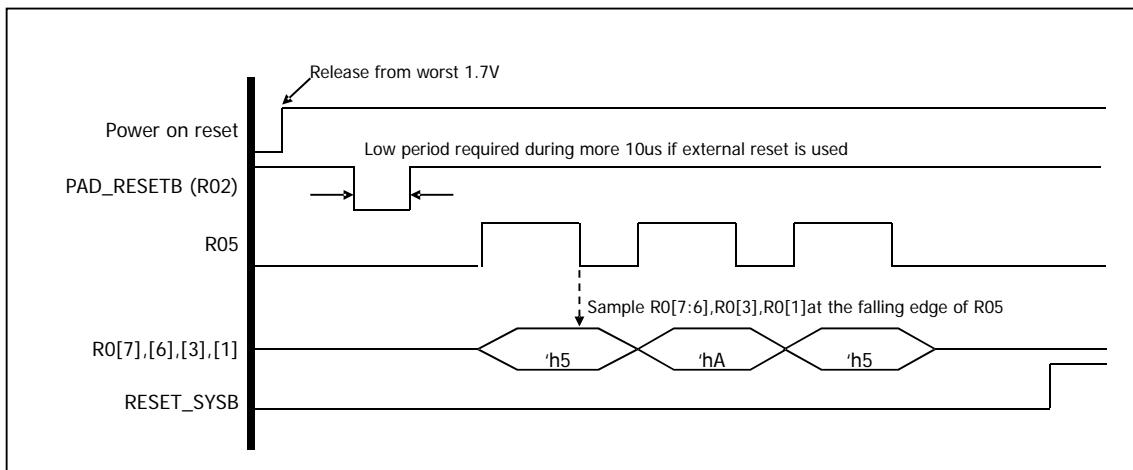 Release from worst 1.7V
Power on reset
Low period required during more 10us if external reset is used
PAD_RESETB (R02)
R05
Sample R0[7:6],R0[3],R0[1]at the falling edge of R05
R0[7],[6],[3],[1]
‘h5
‘hA
‘h5
RESET_SYSB